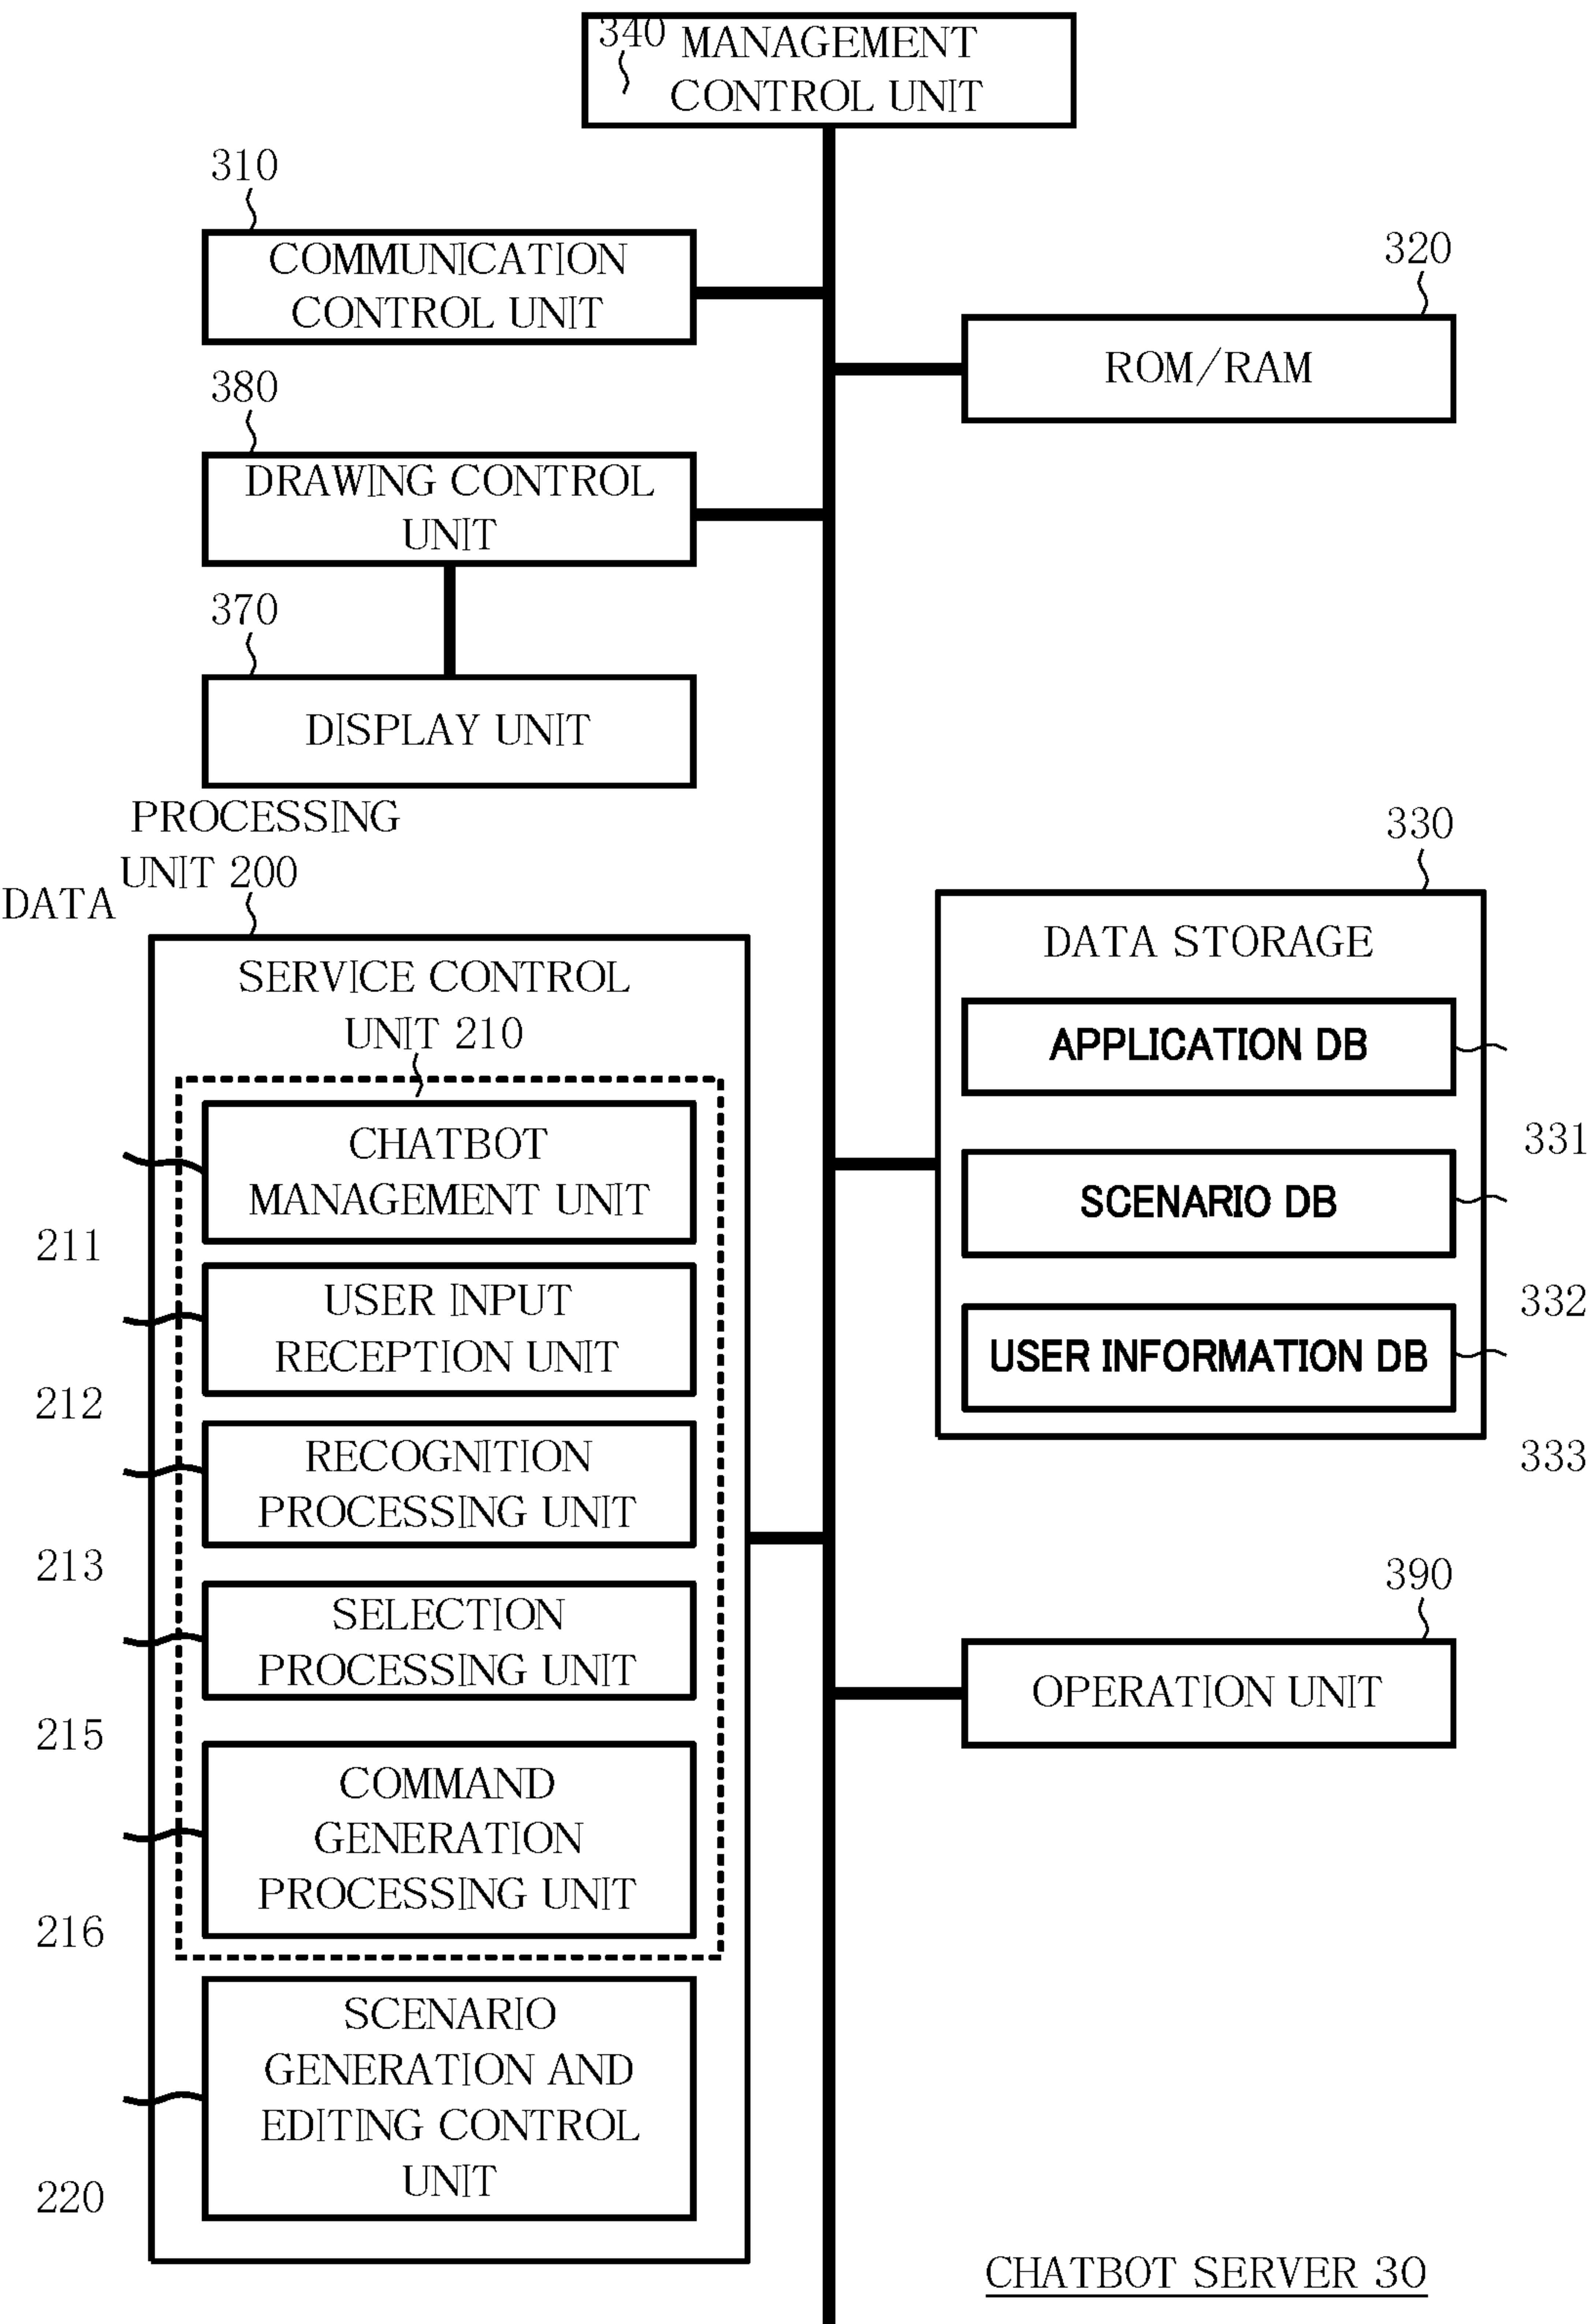 340
MANAGEMENT
CONTROL UNIT
310
COMMUNICATION
CONTROL UNIT
320
ROM/RAM
380
DRAWING CONTROL
UNIT
370
DISPLAY UNIT
DATA
PROCESSING
UNIT 200
SERVICE CONTROL
UNIT 210
CHATBOT
MANAGEMENT UNIT
211
USER INPUT
RECEPTION UNIT
212
RECOGNITION
PROCESSING UNIT
213
SELECTION
PROCESSING UNIT
215
COMMAND
GENERATION
PROCESSING UNIT
216
SCENARIO
GENERATION AND
EDITING CONTROL
UNIT
220
330
DATA STORAGE
APPLICATION DB
331
SCENARIO DB
332
USER INFORMATION DB
333
390
OPERATION UNIT
CHATBOT SERVER 30